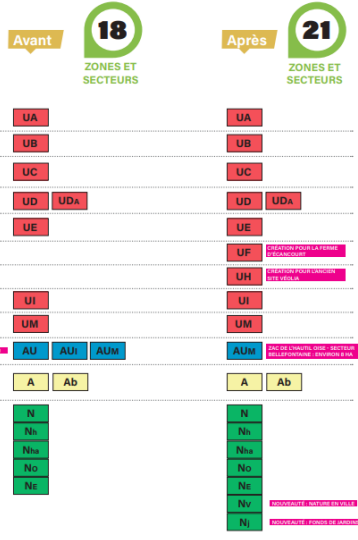 Avant
18
ZONES ET
SECTEURS
Après
21
ZONES ET
SECTEURS
UA
UA
UB
UB
UC
UC
UD UDA
UD UDA
UE
UE
UF CRÉATION POUR LA FERME
D'ÉCANCOURT
UH CRÉATION POUR L'ANCIEN
SITE VÉOLIA
UI
UI
UM
UM
AU AUI AUM
AUM ZAC DE L'HAUTIL OISE - SECTEUR
BELLEFONTAINE : ENVIRON 8 HA
A Ab
A Ab
N
N
Nh
Nh
Nha
Nha
NO
NO
NE
NE
NV NOUVEAUTÉ : NATURE EN VILLE
Nj NOUVEAUTÉ : FONDS DE JARDINS